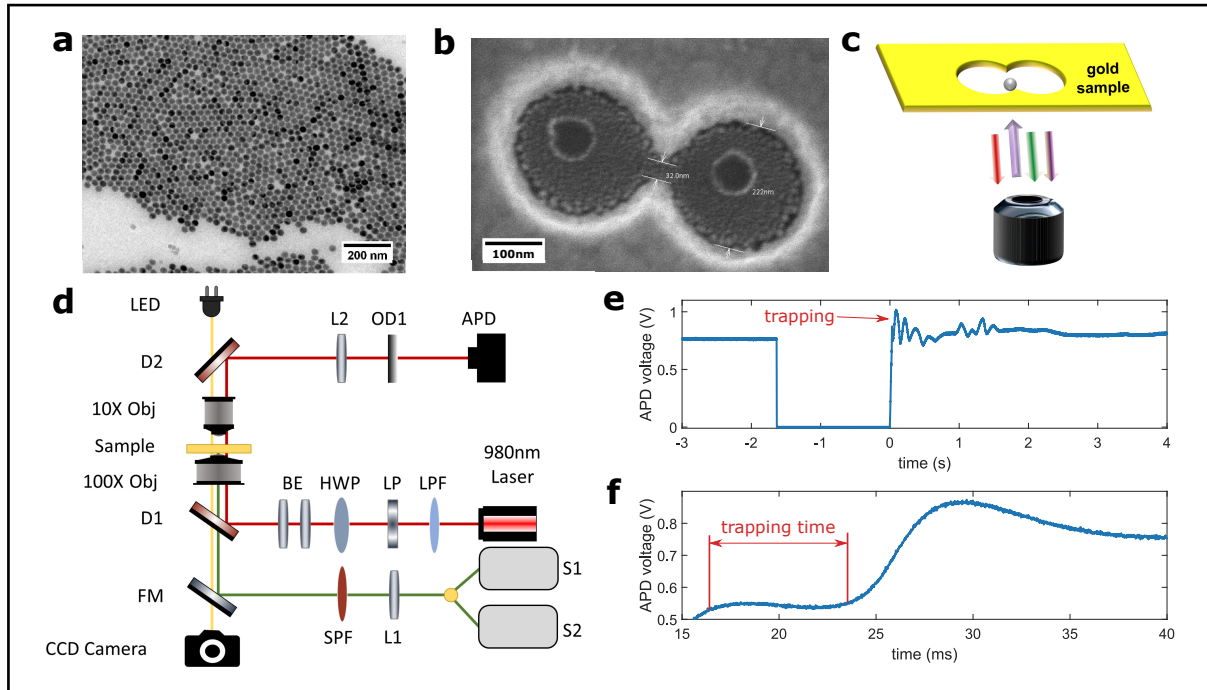 a
200 nm
b
32.0nm
222nm
100nm
c
gold
sample
d
LED
L2
OD1
APD
D2
10X Obj
Sample
100X Obj
980nm
Laser
BE
HWP
LP
LPF
D1
S1
FM
SPF
L1
S2
CCD Camera
e
trapping
APD voltage (V)
1
0.5
0
-3
-2
-1
0
1
2
3
4
time (s)
f
trapping time
APD voltage (V)
0.8
0.7
0.6
0.5
15
20
25
30
35
40
time (ms)